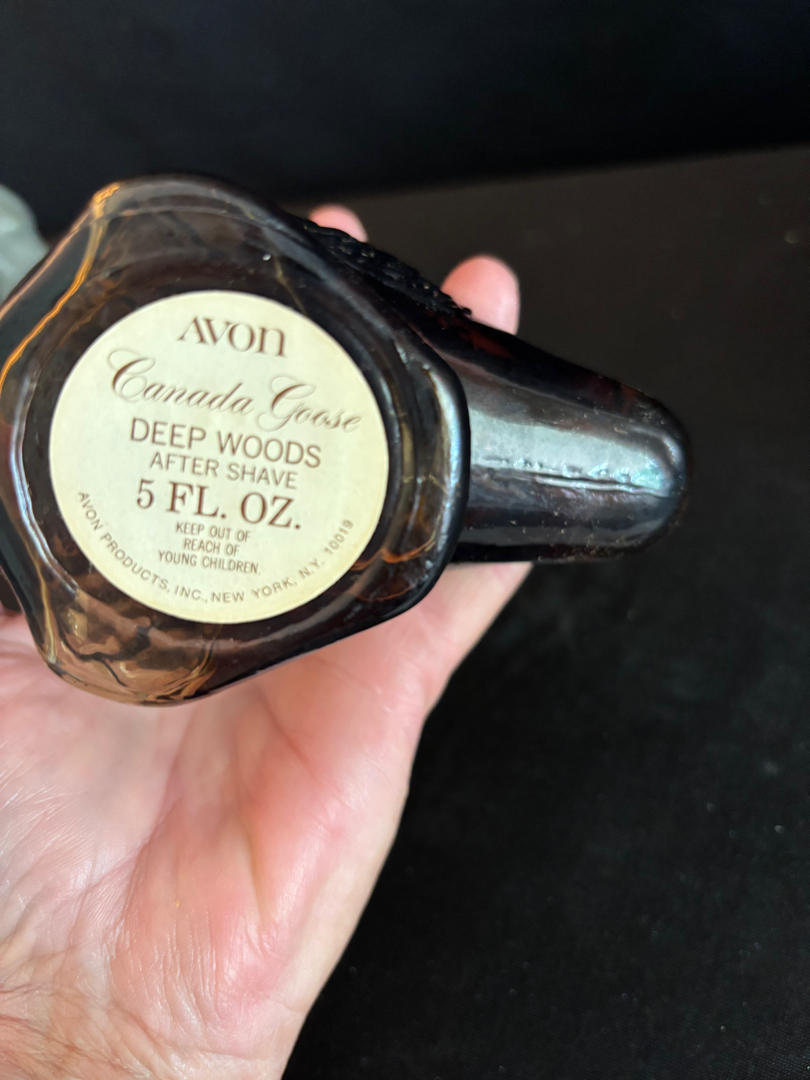 AVON
Canada Goose
DEEP WOODS
AFTER SHAVE
5 FL. OZ.
KEEP OUT OF
REACH OF
YOUNG CHILDREN.
AVON PRODUCTS, INC., NEW YORK, N.Y. 10019